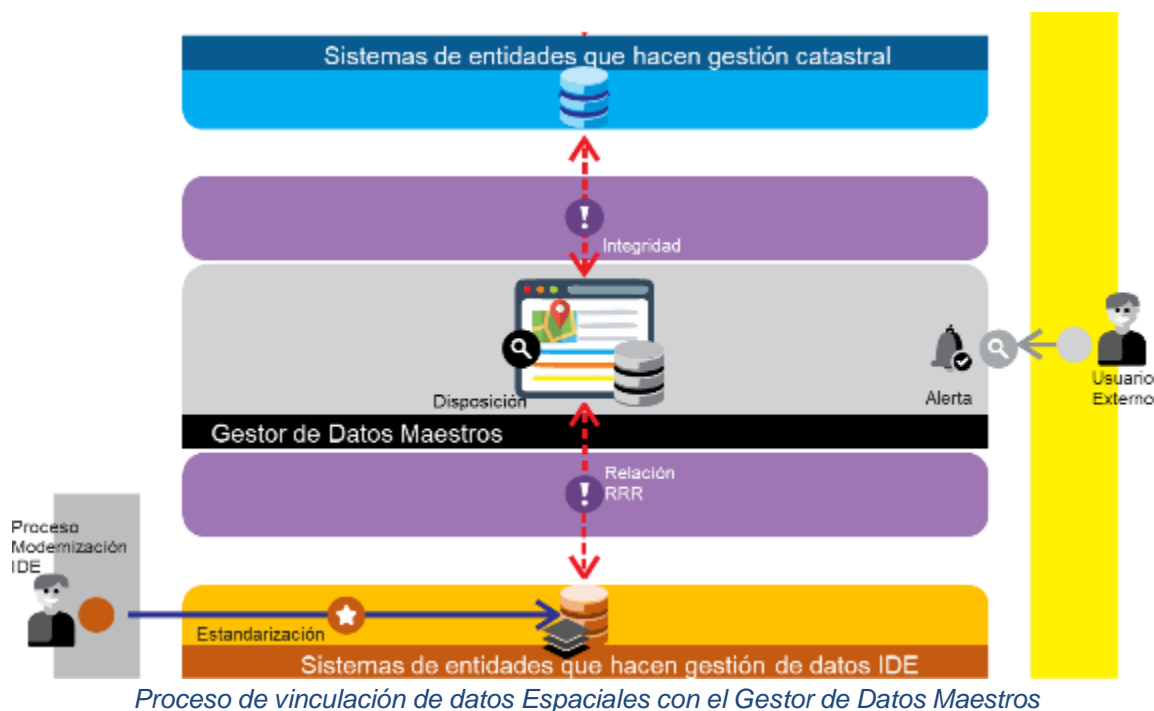 Sistemas de entidades que hacen gestión catastral
Integridad
Disposición
Alerta
Usuario
Externo
Gestor de Datos Maestros
Relación
RRR
Proceso
Modernización
IDE
Estandarización
Sistemas de entidades que hacen gestión de datos IDE
Proceso de vinculación de datos Espaciales con el Gestor de Datos Maestros